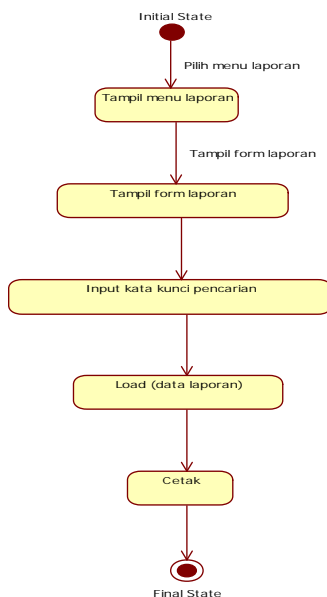 Initial State
Pilih menu laporan
Tampil menu laporan
Tampil form laporan
Tampil form laporan
Input kata kunci pencarian
Load (data laporan)
Cetak
Final State